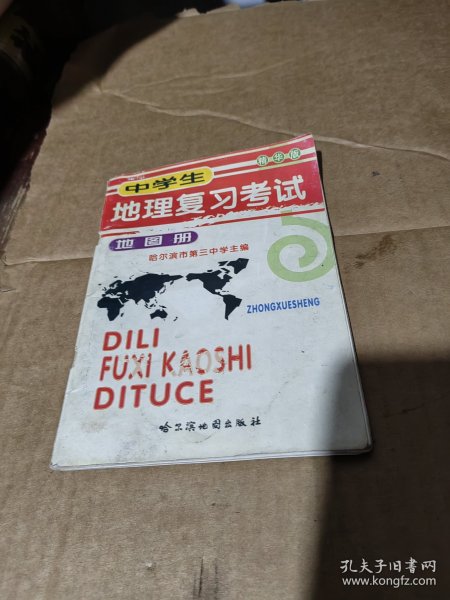 中学生
精华版
地理复习考试
地图册
哈尔滨市第三中学主编
ZHONGXUESHENG
DILI
FUXI KAOSHI
DITUCE
哈尔滨地图出版社
孔夫子旧书网
www.kongfz.com